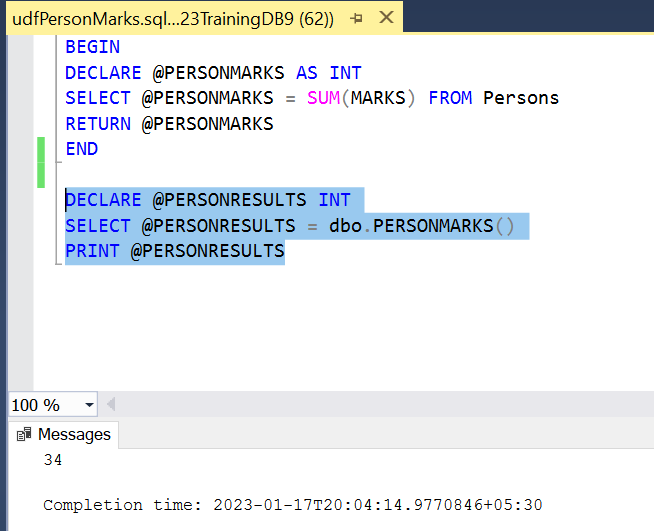 udfPersonMarks.sql...23TrainingDB9 (62))
BEGIN
DECLARE @PERSONMARKS AS INT
SELECT @PERSONMARKS = SUM(MARKS) FROM Persons
RETURN @PERSONMARKS
END
DECLARE @PERSONRESULTS INT
SELECT @PERSONRESULTS = dbo.PERSONMARKS()
PRINT @PERSONRESULTS
100 %
Messages
34
Completion time: 2023-01-17T20:04:14.9770846+05:30